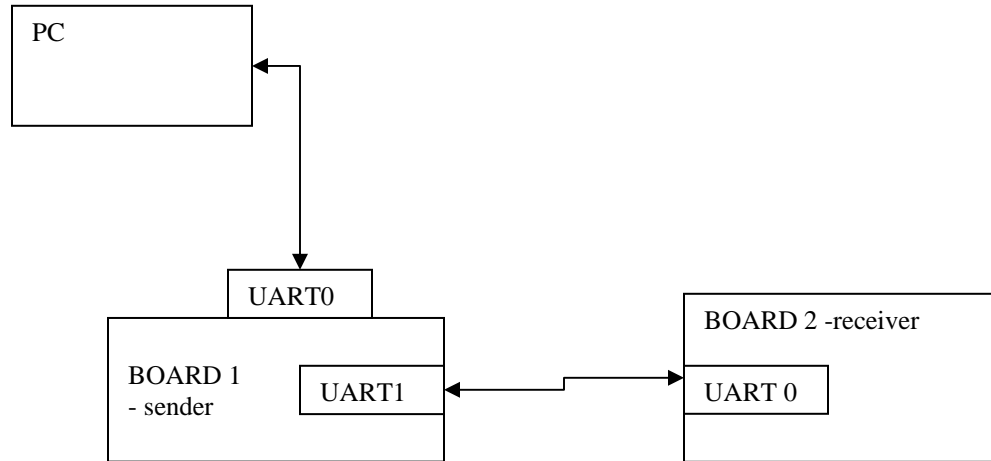 PC
UART0
BOARD 2 -receiver
BOARD 1
- sender
UART1
UART 0